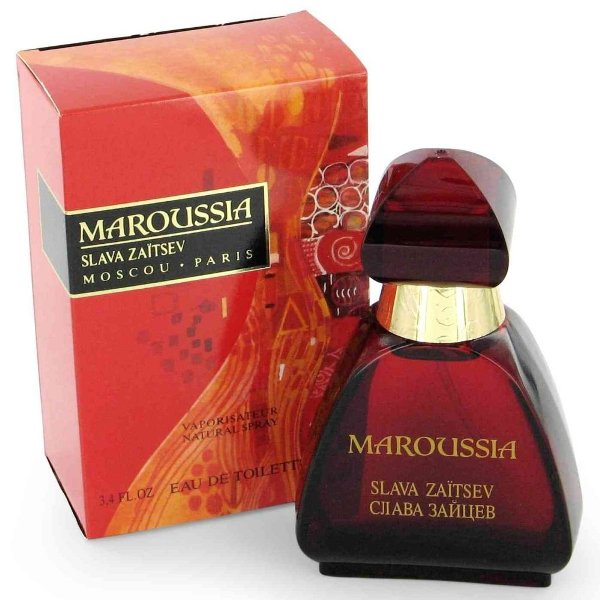 MAROUSSIA
SLAVA ZAÏTSEV
MOSCOU · PARIS
VAPORISATEUR
NATURAL SPRAY
3,4 FL.OZ EAU DE TOILETT
MAROUSSIA
SLAVA ZAÏTSEV
СЛАВА ЗАЙЦЕВ